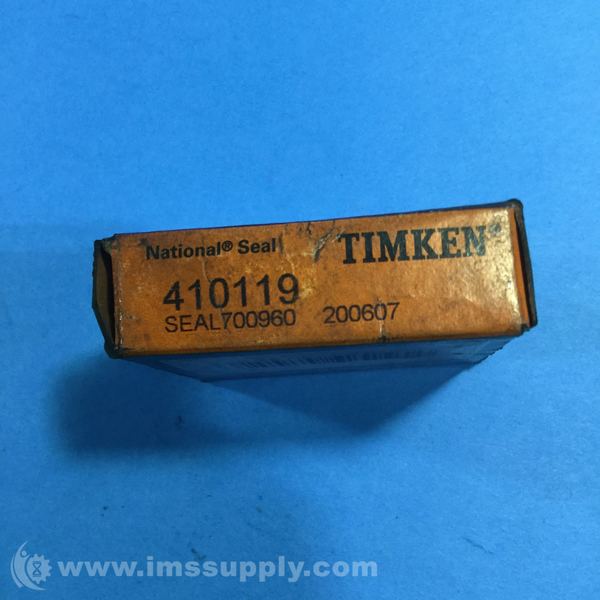 National® Seal TIMKEN®
410119
SEAL700960 200607
www.imssupply.com